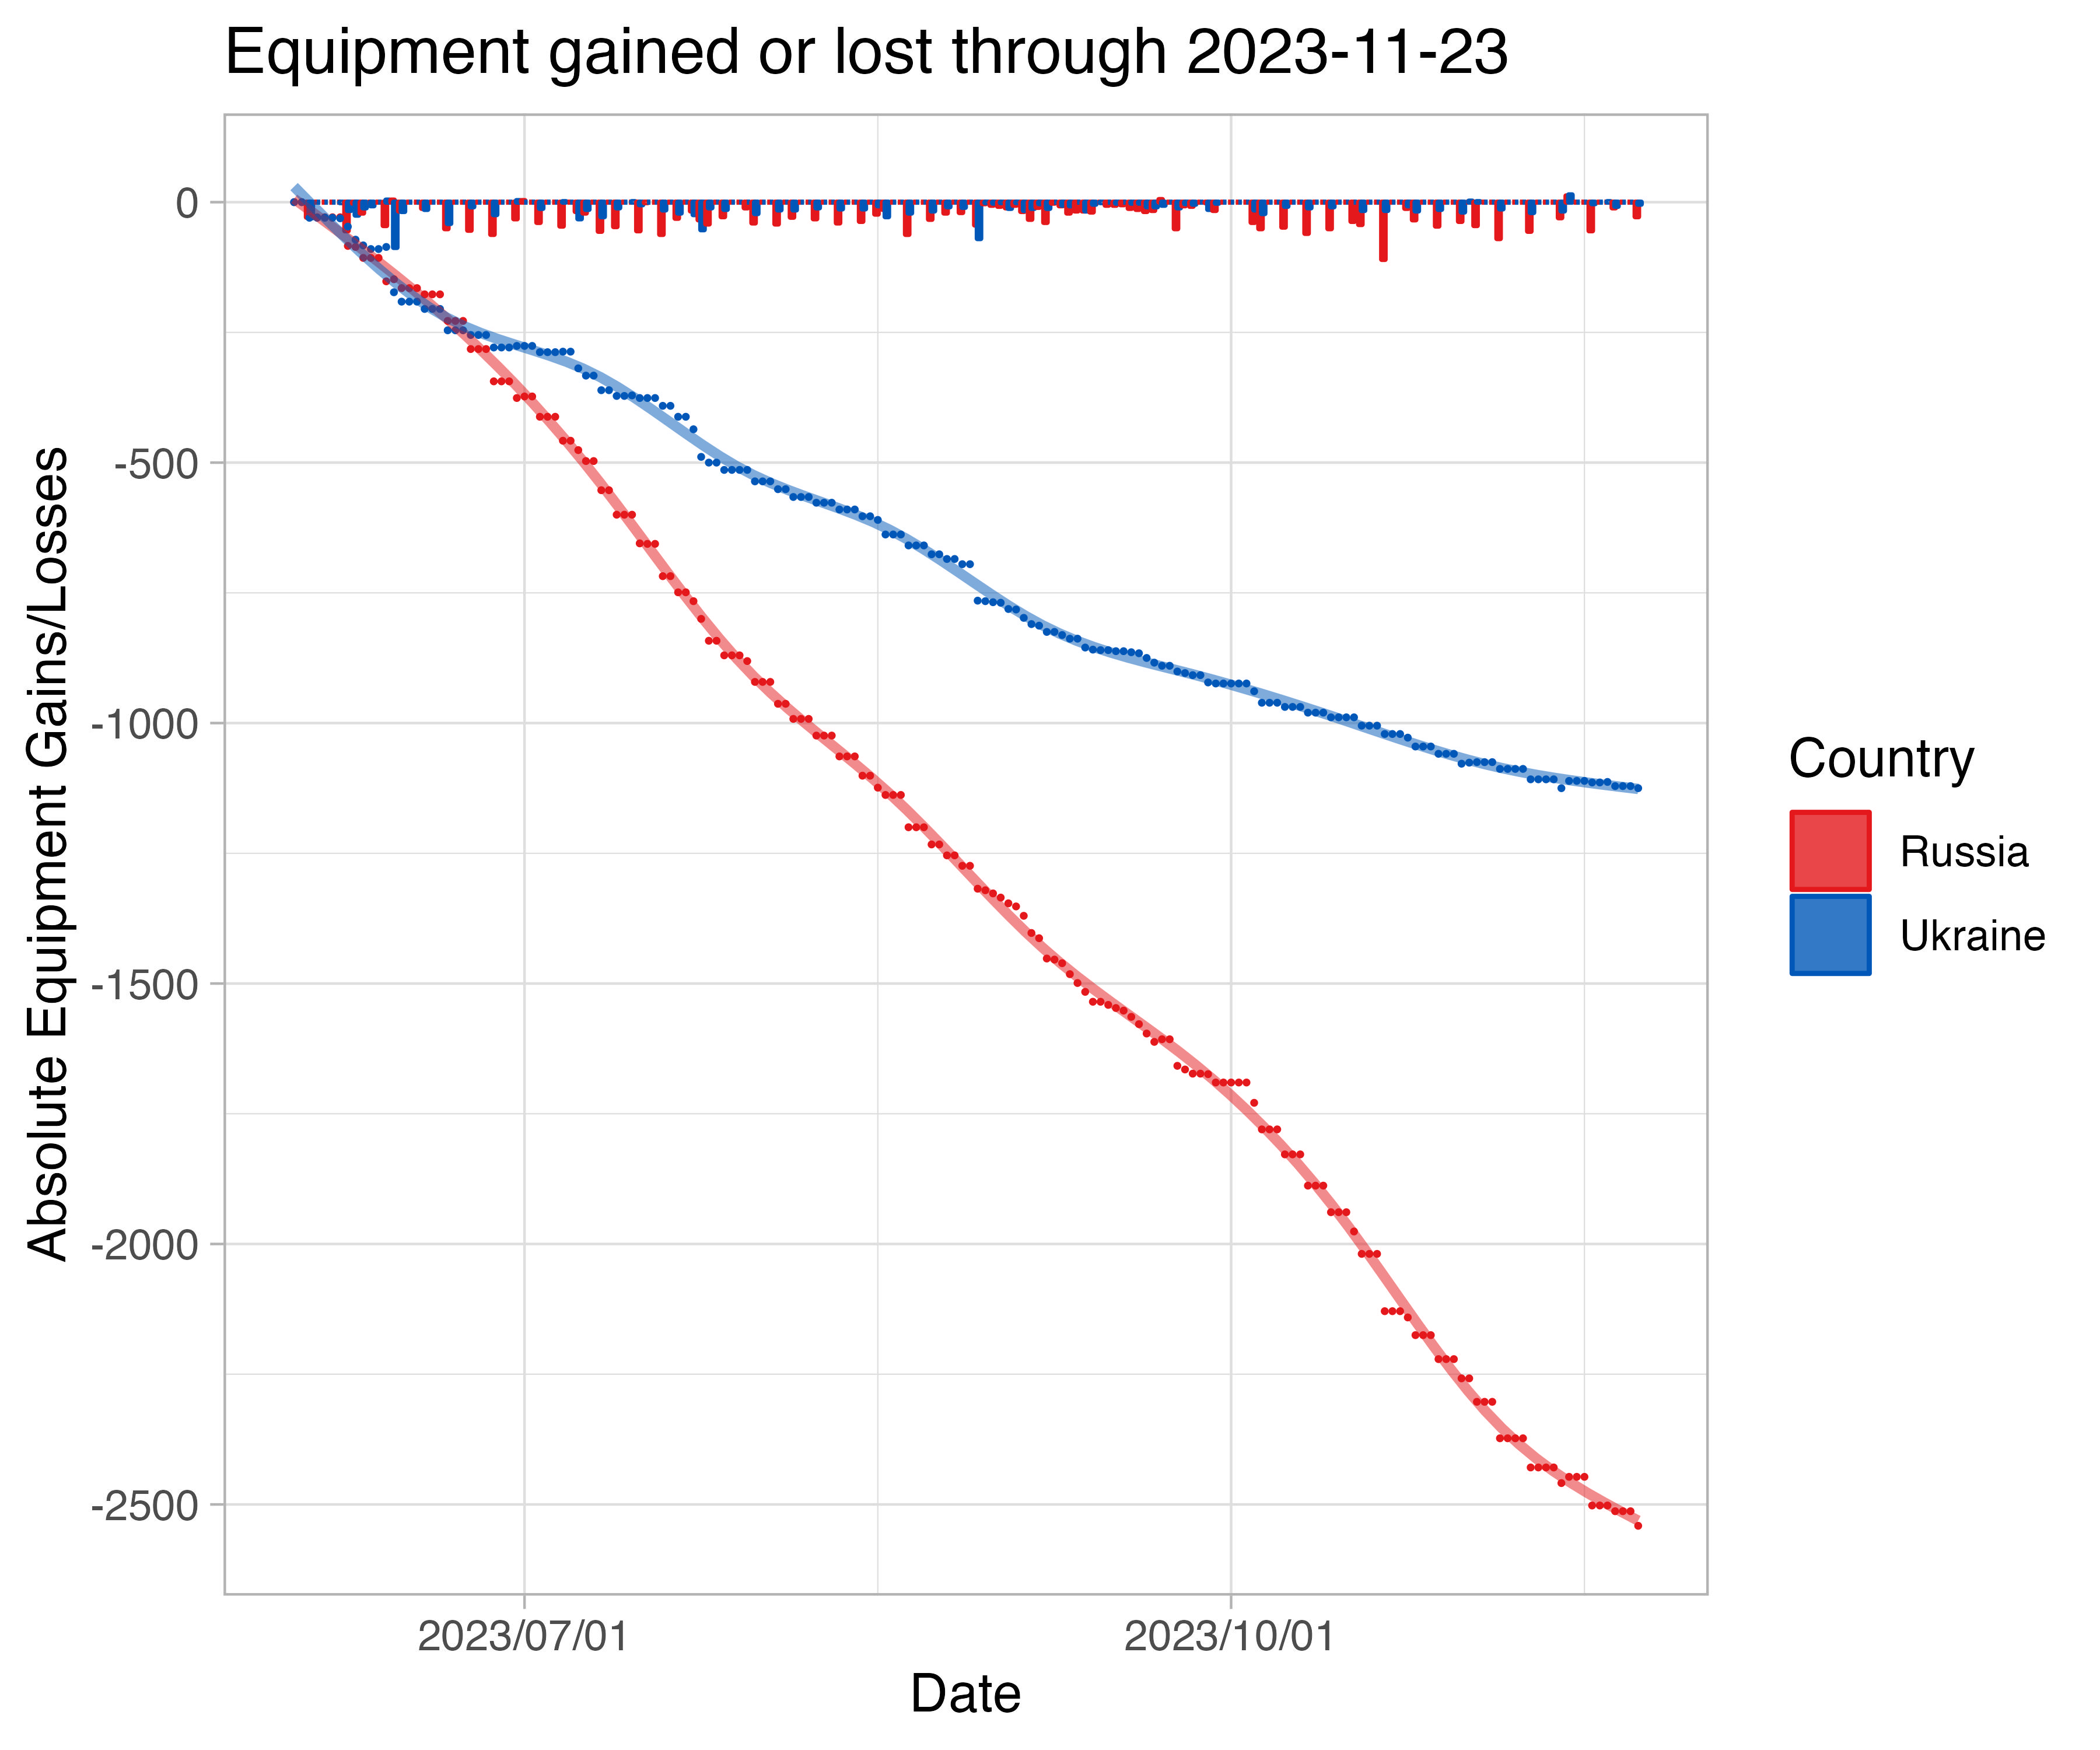 Equipment gained or lost through 2023-11-23
Absolute Equipment Gains/Losses
0
-500
-1000
-1500
-2000
-2500
2023/07/01
2023/10/01
Date
Country
Russia
Ukraine